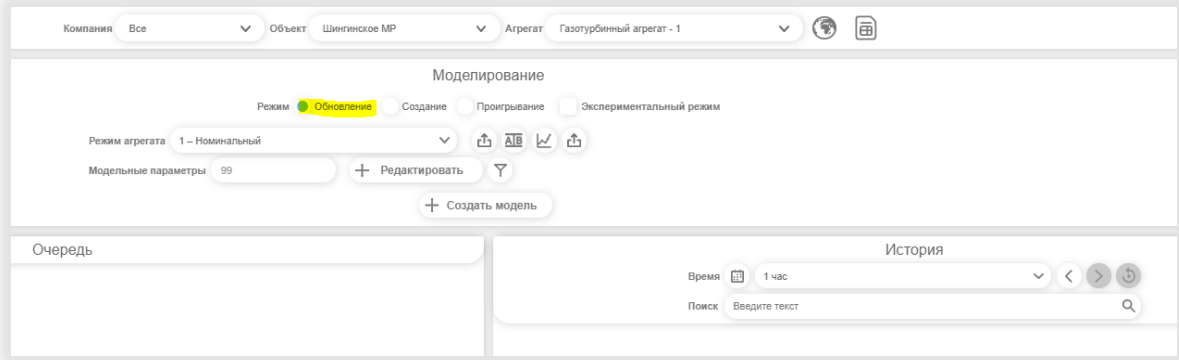 Компания Все Объект Шингинское МР Агрегат Газотурбинный агрегат - 1
Моделирование
Режим Обновление Создание Проигрывание Экспериментальный режим
Режим агрегата 1 – Номинальный A|B
Модельные параметры 99 + Редактировать
+ Создать модель
Очередь
История
Время 1 час
Поиск Введите текст